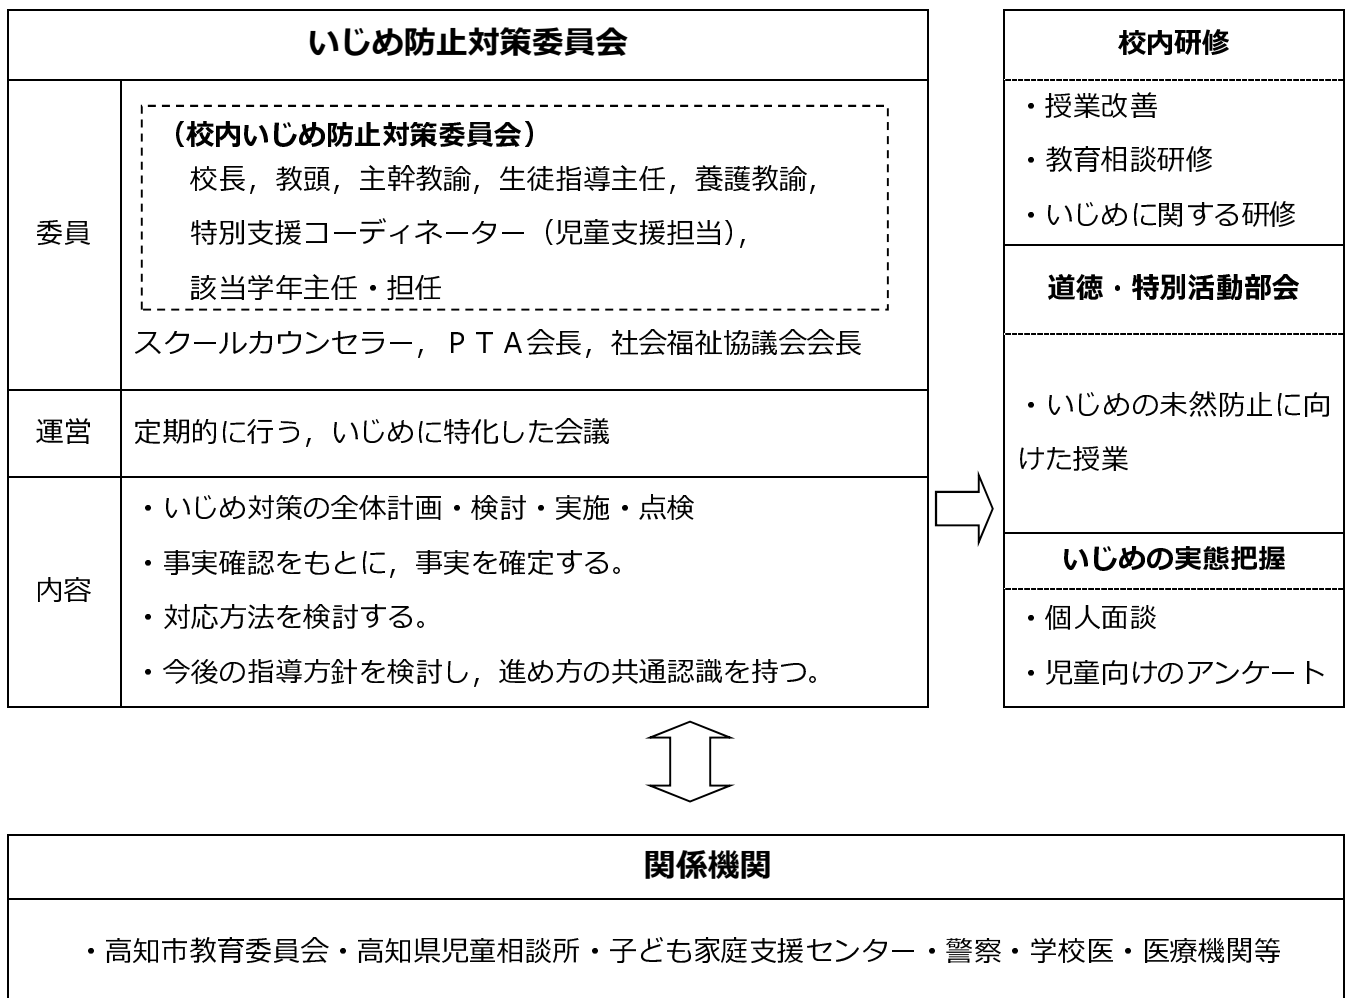 いじめ防止対策委員会
委員
（校内いじめ防止対策委員会）
校長，教頭，主幹教諭，生徒指導主任，養護教諭，
特別支援コーディネーター（児童支援担当），
該当学年主任・担任
スクールカウンセラー，ＰＴＡ会長，社会福祉協議会会長
運営
定期的に行う，いじめに特化した会議
内容
・いじめ対策の全体計画・検討・実施・点検
・事実確認をもとに，事実を確定する。
・対応方法を検討する。
・今後の指導方針を検討し，進め方の共通認識を持つ。
校内研修
・授業改善
・教育相談研修
・いじめに関する研修
道徳・特別活動部会
・いじめの未然防止に向
けた授業
いじめの実態把握
・個人面談
・児童向けのアンケート
関係機関
・高知市教育委員会・高知県児童相談所・子ども家庭支援センター・警察・学校医・医療機関等